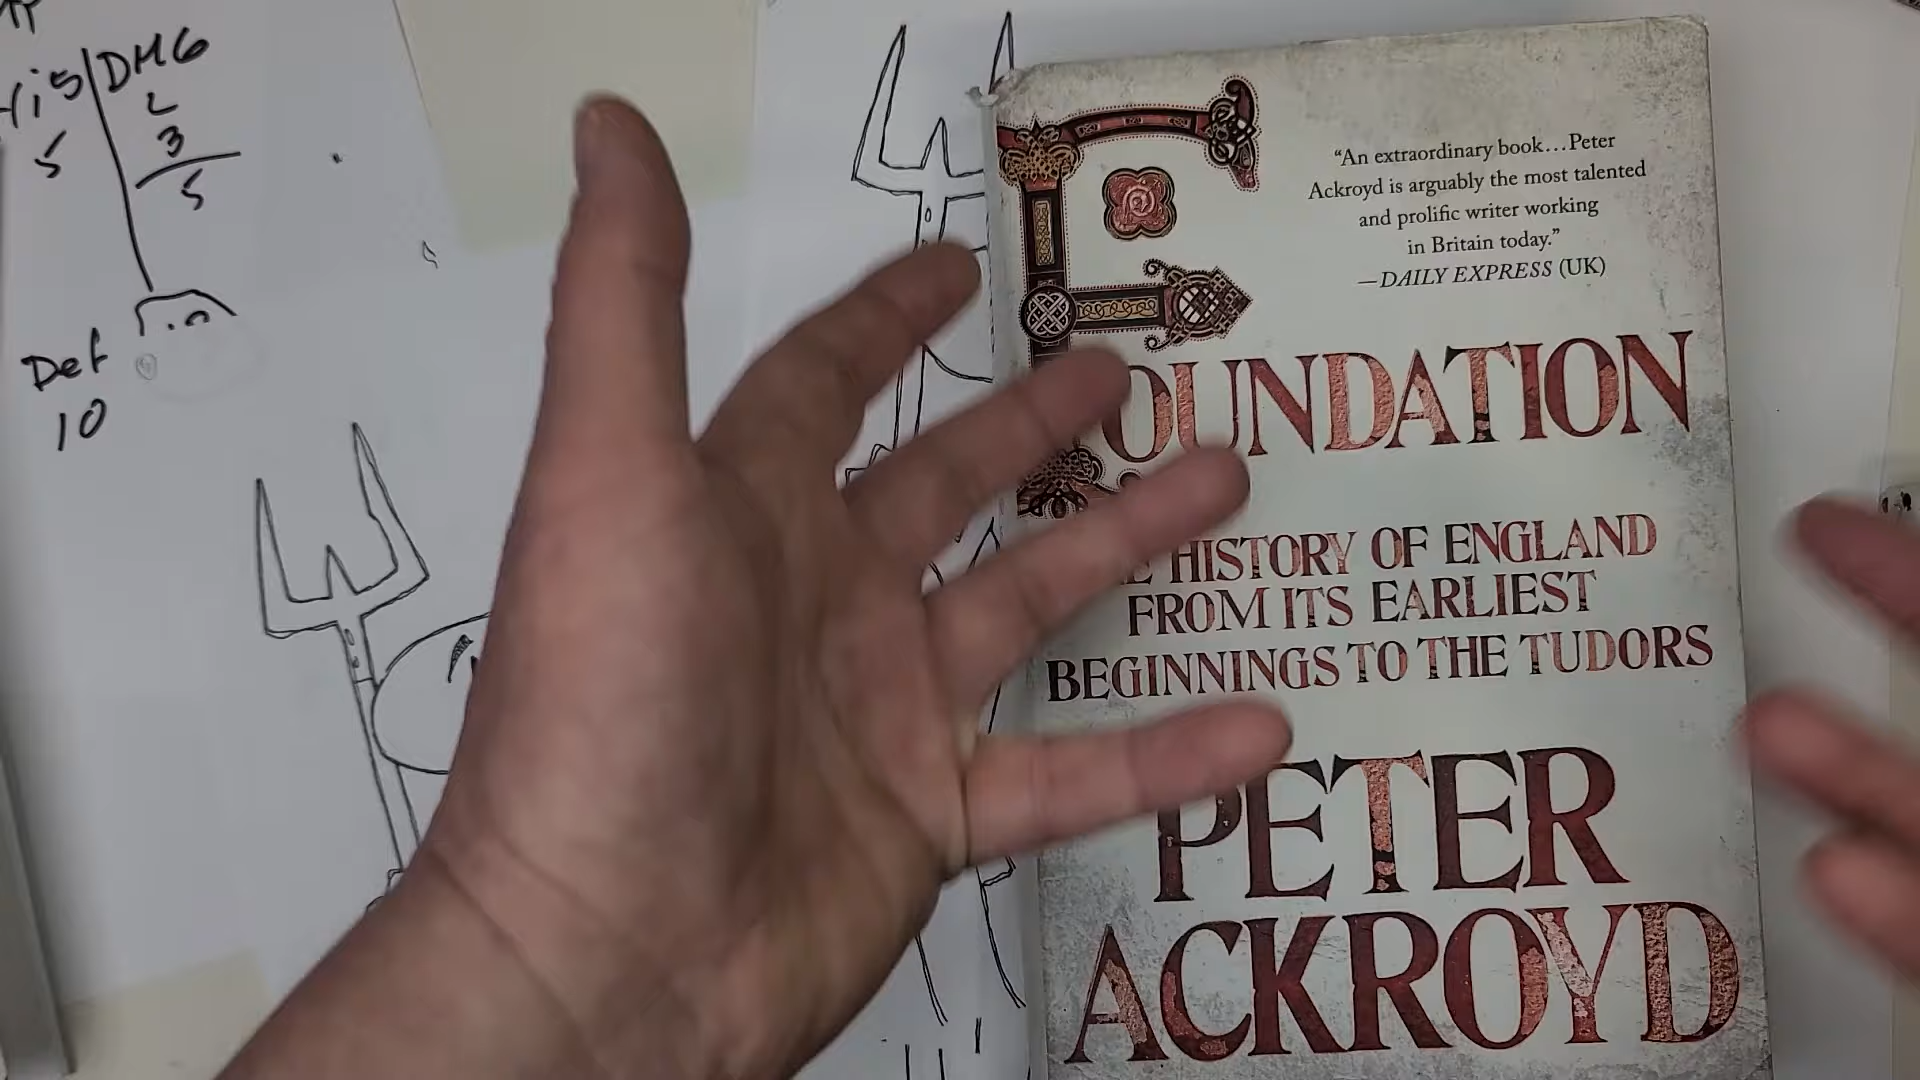 DMG
5
2
3
5
Def
10
“An extraordinary book...Peter
Ackroyd is arguably the most talented
and prolific writer working
in Britain today.”
—DAILY EXPRESS (UK)
FOUNDATION
HISTORY OF ENGLAND
FROM ITS EARLIEST
BEGINNINGS TO THE TUDORS
PETER
ACKROYD